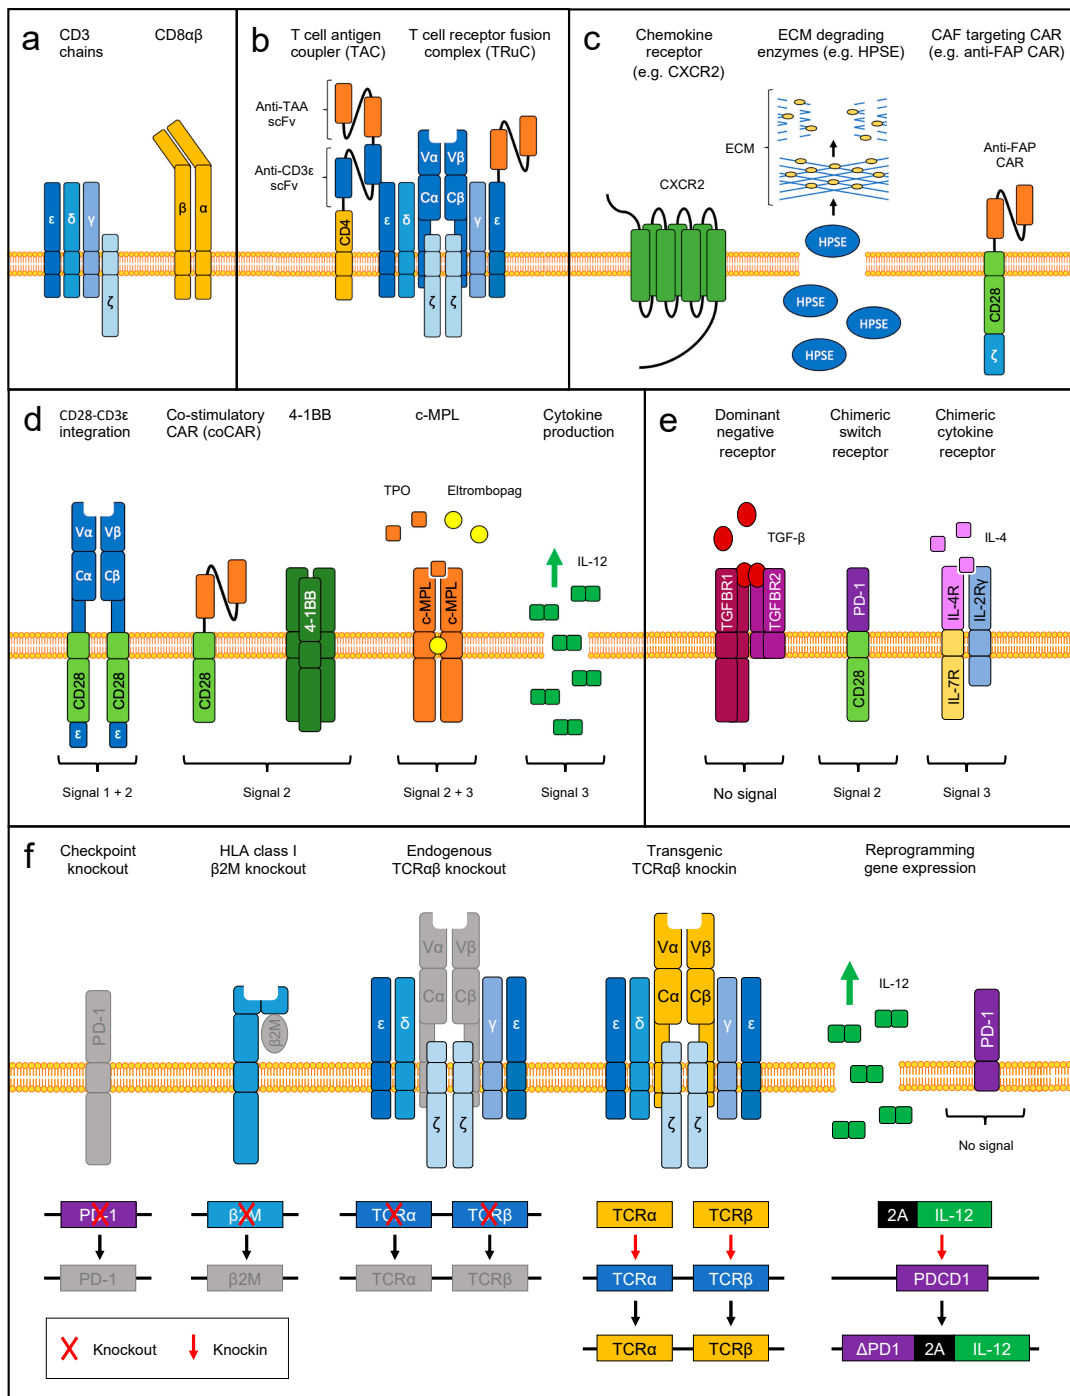 a
CD3
chains
CD8αβ
ε
δ
γ
ζ
β
α
b
T cell antigen
coupler (TAC)
T cell receptor fusion
complex (TRuC)
Anti-TAA
scFv
Anti-CD3ε
scFv
CD4
ε
δ
Vα
Vβ
Cα
Cβ
γ
ε
ζ
ζ
c
Chemokine
receptor
(e.g. CXCR2)
ECM degrading
enzymes (e.g. HPSE)
CAF targeting CAR
(e.g. anti-FAP CAR)
ECM
CXCR2
HPSE
HPSE
HPSE
HPSE
Anti-FAP
CAR
CD28
ζ
d
CD28-CD3ε
integration
Co-stimulatory
CAR (coCAR)
4-1BB
c-MPL
Cytokine
production
Vα
Vβ
Cα
Cβ
CD28
CD28
ε
ε
CD28
4-1BB
TPO
Eltrombopag
c-MPL
c-MPL
IL-12
Signal 1 + 2
Signal 2
Signal 2 + 3
Signal 3
e
Dominant
negative
receptor
Chimeric
switch
receptor
Chimeric
cytokine
receptor
TGF-β
TGFBR1
TGFBR2
PD-1
CD28
IL-4
IL-4R
IL-2Rγ
IL-7R
No signal
Signal 2
Signal 3
f
Checkpoint
knockout
HLA class I
β2M knockout
Endogenous
TCRαβ knockout
Transgenic
TCRαβ knockin
Reprogramming
gene expression
PD-1
β2M
ε
δ
Vα
Vβ
Cα
Cβ
γ
ε
ζ
ζ
ε
δ
Vα
Vβ
Cα
Cβ
γ
ε
ζ
ζ
IL-12
PD-1
No signal
PD-1
β2M
TCRα
TCRβ
TCRα
TCRβ
2A
IL-12
PD-1
β2M
TCRα
TCRβ
TCRα
TCRβ
PDCD1
TCRα
TCRβ
ΔPD1
2A
IL-12
Knockout
Knockin